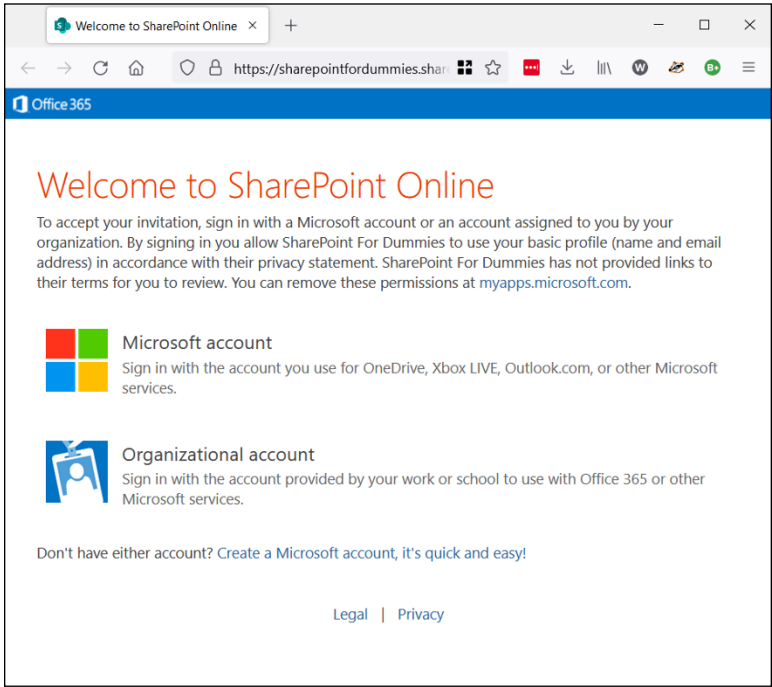 Welcome to SharePoint Online
https://sharepointfordummies.shar
W
B+
Office 365
Welcome to SharePoint Online
To accept your invitation, sign in with a Microsoft account or an account assigned to you by your
organization. By signing in you allow SharePoint For Dummies to use your basic profile (name and email
address) in accordance with their privacy statement. SharePoint For Dummies has not provided links to
their terms for you to review. You can remove these permissions at myapps.microsoft.com.
Microsoft account
Sign in with the account you use for OneDrive, Xbox LIVE, Outlook.com, or other Microsoft
services.
Organizational account
Sign in with the account provided by your work or school to use with Office 365 or other
Microsoft services.
Don't have either account? Create a Microsoft account, it's quick and easy!
Legal | Privacy